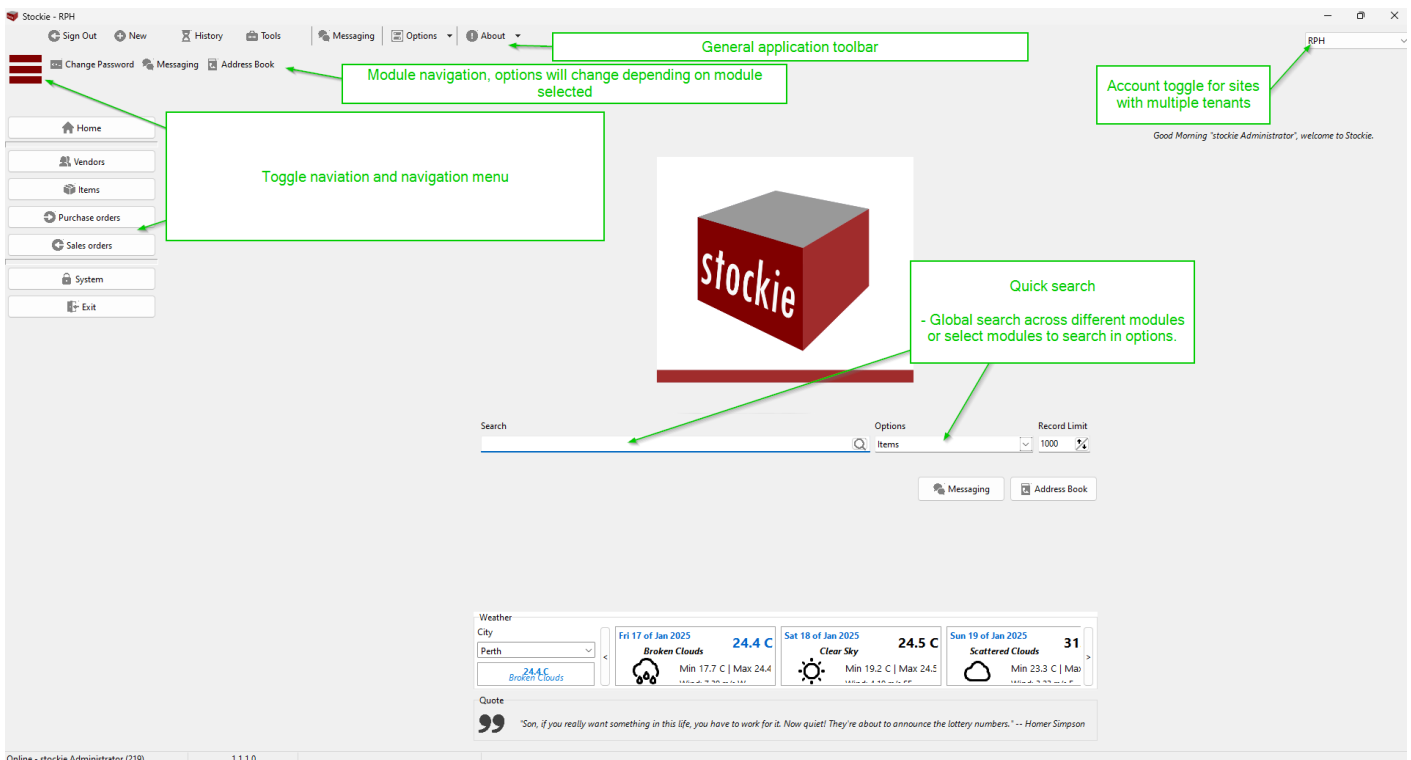 Stockie - RPH
Sign Out New History Tools Messaging Options About
General application toolbar
RPH
Change Password Messaging Address Book
Module navigation, options will change depending on module
selected
Account toggle for sites
with multiple tenants
Good Morning "stockie Administrator", welcome to Stockie.
Home
Vendors
Items
Purchase orders
Sales orders
System
Exit
Toggle naviation and navigation menu
stockie
Quick search
- Global search across different modules
or select modules to search in options.
Search Options Record Limit
Items 1000
Messaging Address Book
Weather
City
Perth
24.4 C
Broken Clouds
<
Fri 17 of Jan 2025
24.4 C
Broken Clouds
Min 17.7 C | Max 24.4
Sat 18 of Jan 2025
24.5 C
Clear Sky
Min 19.2 C | Max 24.5
Sun 19 of Jan 2025
31
Scattered Clouds
Min 23.3 C | Max
>
Quote
"Son, if you really want something in this life, you have to work for it. Now quiet! They're about to announce the lottery numbers." -- Homer Simpson
Online - stockie Administrator (219) 1.1.1.0